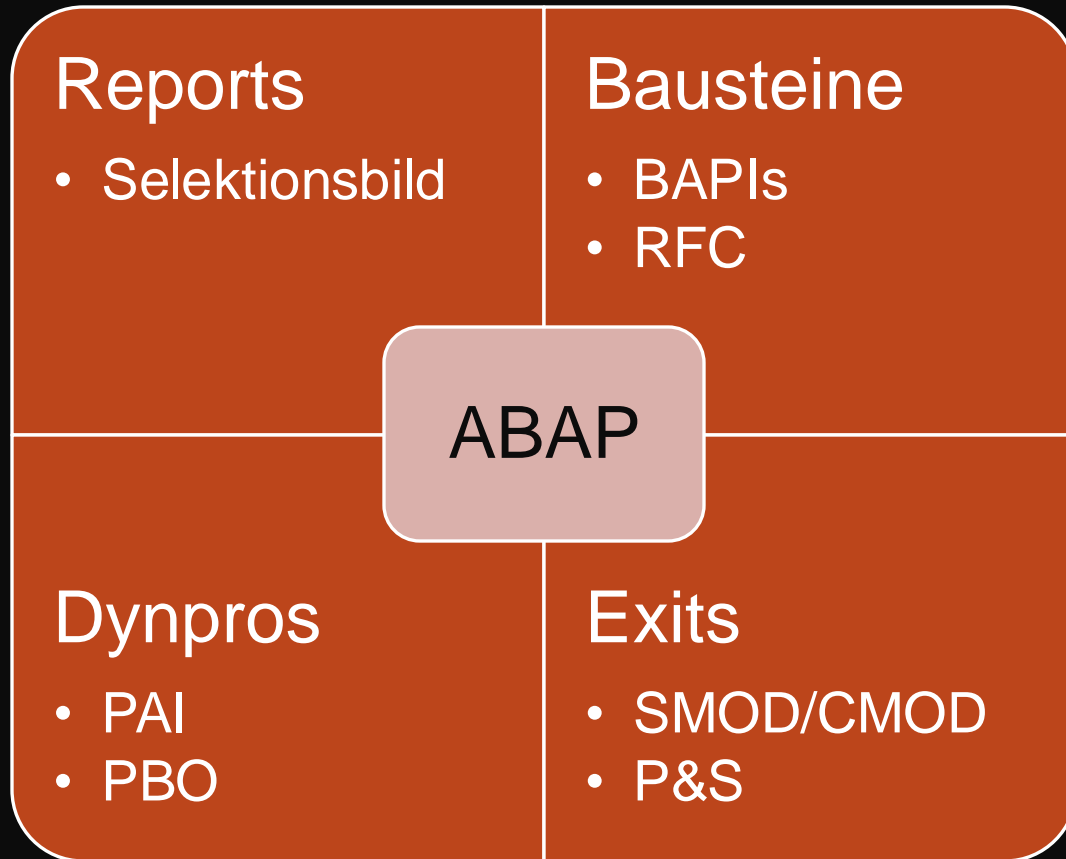 Reports
• Selektionsbild
Bausteine
• BAPIs
• RFC
ABAP
Dynpros
• PAI
• PBO
Exits
• SMOD/CMOD
• P&S